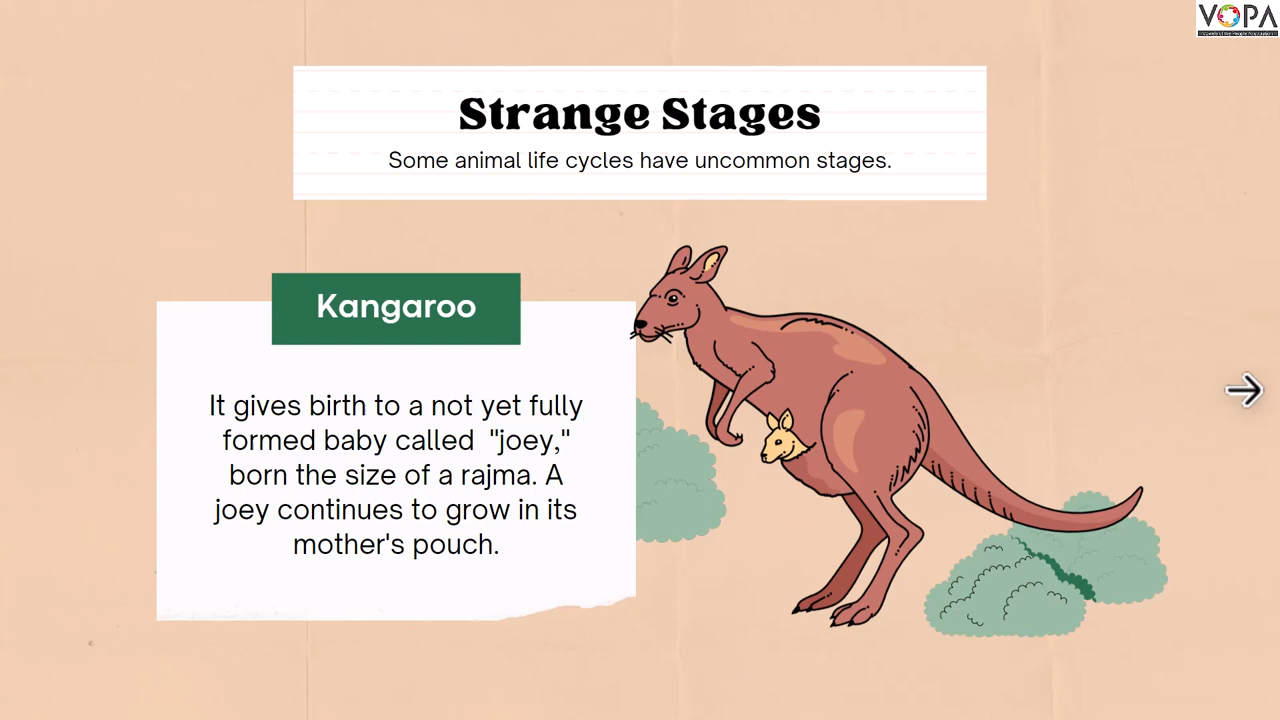 VOPA
Strange Stages
Some animal life cycles have uncommon stages.
Kangaroo
It gives birth to a not yet fully
formed baby called "joey,"
born the size of a rajma. A
joey continues to grow in its
mother's pouch.